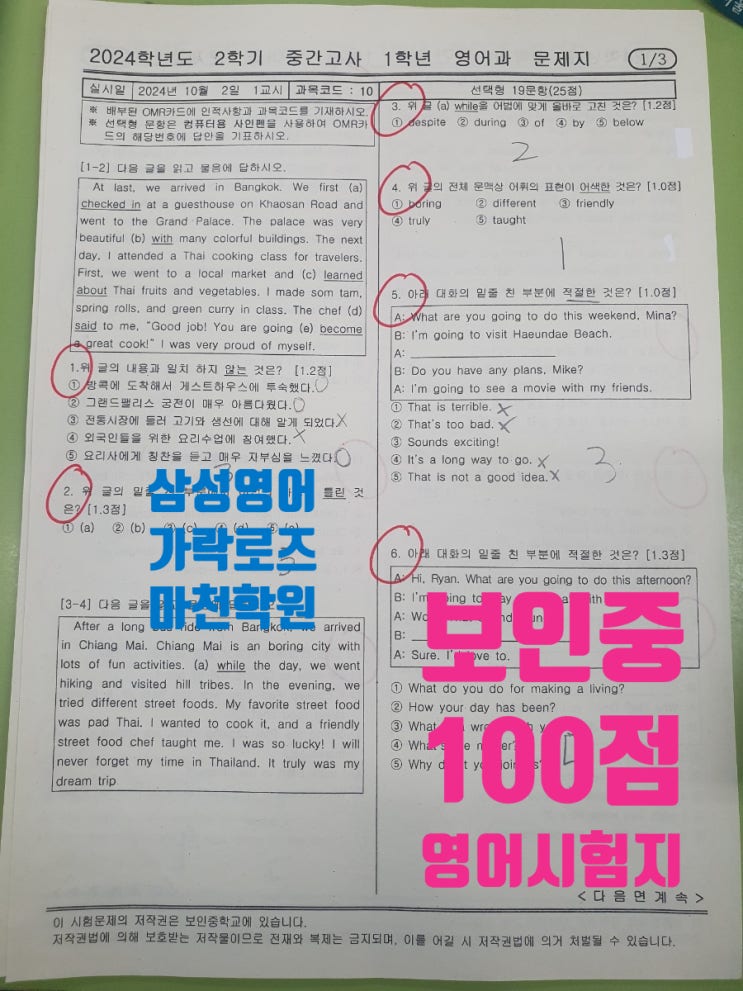 2024학년도 2학기 중간고사 1학년 영어과 문제지 1/3
실시일 2024년 10월 2일 1교시 과목코드 : 10 선택형 19문항(25점)
※ 배부된 OMR카드에 인적사항과 과목코드를 기재하시오.
※ 선택형 문항은 컴퓨터용 사인펜을 사용하여 OMR카
드의 해당번호에 답안을 기표하시오.
[1-2] 다음 글을 읽고 물음에 답하시오.
At last, we arrived in Bangkok. We first (a)
checked in at a guesthouse on Khaosan Road and
went to the Grand Palace. The palace was very
beautiful (b) with many colorful buildings. The next
day, I attended a Thai cooking class for travelers.
First, we went to a local market and (c) learned
about Thai fruits and vegetables. I made som tam,
spring rolls, and green curry in class. The chef (d)
said to me, "Good job! You are going (e) become
a great cook!" I was very proud of myself.
1.위 글의 내용과 일치 하지 않는 것은? [1.2점]
① 방콕에 도착해서 게스트하우스에 투숙했다.○
② 그랜드팰리스 궁전이 매우 아름다웠다.○
③ 전통시장에 들러 고기와 생선에 대해 알게 되었다.X
④ 외국인들을 위한 요리수업에 참여했다.X
⑤ 요리사에게 칭찬을 듣고 매우 자부심을 느꼈다.○
3
2. 위 글의 밑줄 친 틀린 것
은? [1.3점]
① (a) ② (b) ③ (c) ④ (d) ⑤ (e)
5
삼성영어
가락로즈
마천학원
[3-4] 다음 글을
After a long ride from Bangkok, we arrived
in Chiang Mai. Chiang Mai is an boring city with
lots of fun activities. (a) while the day, we went
hiking and visited hill tribes. In the evening, we
tried different street foods. My favorite street food
was pad Thai. I wanted to cook it, and a friendly
street food chef taught me. I was so lucky! I will
never forget my time in Thailand. It truly was my
dream trip.
3. 위 글 (a) while을 어법에 맞게 올바로 고친 것은? [1.2점]
① despite ② during ③ of ④ by ⑤ below
2
4. 위 글의 전체 문맥상 어휘의 표현이 어색한 것은? [1.0점]
① boring ② different ③ friendly
④ truly ⑤ taught
1
5. 아래 대화의 밑줄 친 부분에 적절한 것은? [1.0점]
A: What are you going to do this weekend, Mina?
B: I'm going to visit Haeundae Beach.
A:
B: Do you have any plans, Mike?
A: I'm going to see a movie with my friends.
① That is terrible. X
② That's too bad. X
③ Sounds exciting!
④ It's a long way to go. X
⑤ That is not a good idea. X
3
6. 아래 대화의 밑줄 친 부분에 적절한 것은? [1.3점]
A: Hi, Ryan. What are you going to do this afternoon?
B: I'm going to
A:
B:
A: Sure. I'd love to.
① What do you do for making a living?
② How your day has been?
③ What
④ What
⑤ Why
5
보인중
100점
영어시험지
<다음면계속>
이 시험문제의 저작권은 보인중학교에 있습니다.
저작권법에 의해 보호받는 저작물이므로 전재와 복제는 금지되며, 이를 어길 시 저작권법에 의거 처벌될 수 있습니다.